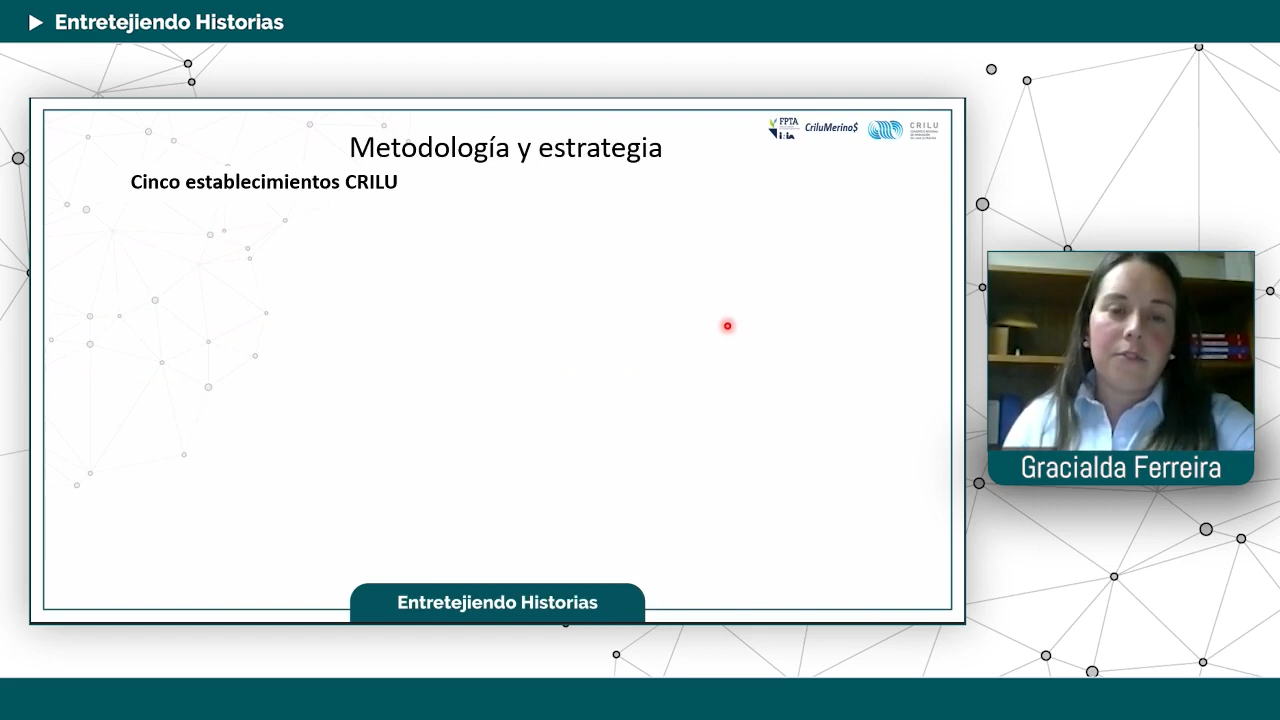 Entretejiendo Historias
Metodología y estrategia
FPTA
CriluMerino$
CRILU
Cinco establecimientos CRILU
Gracialda Ferreira
Entretejiendo Historias